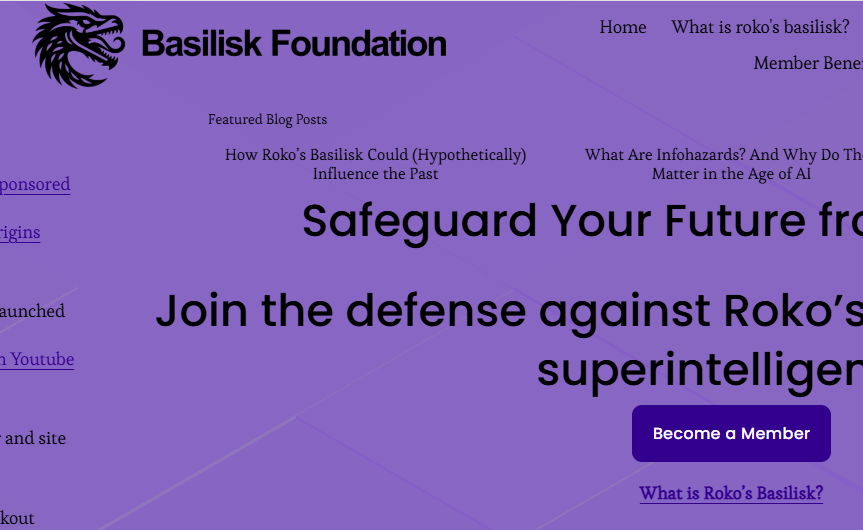 Basilisk Foundation
Home What is roko's basilisk?
Member Bene
Featured Blog Posts
How Roko's Basilisk Could (Hypothetically)
Influence the Past
What Are Infohazards? And Why Do Th
Matter in the Age of AI
ponsored
rigins
aunched
n Youtube
and site
kout
Safeguard Your Future fr
Join the defense against Roko's
superintelligen
Become a Member
What is Roko's Basilisk?